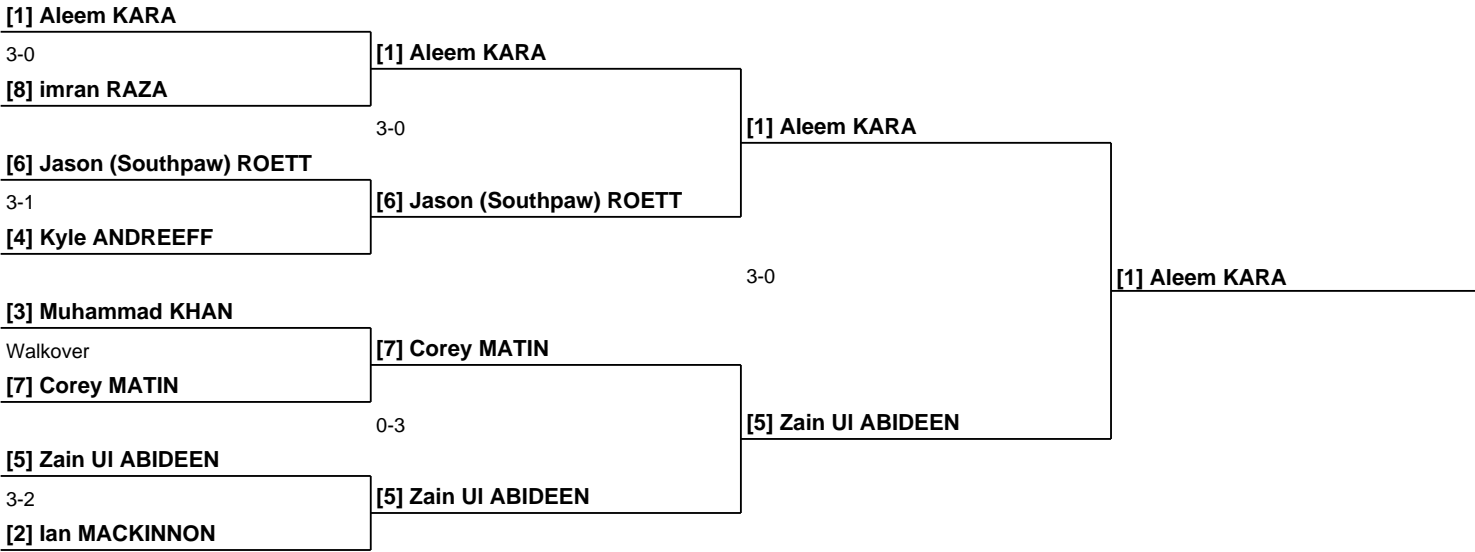 [1] Aleem KARA
3-0
[8] imran RAZA
[6] Jason (Southpaw) ROETT
3-1
[4] Kyle ANDREEFF
[3] Muhammad KHAN
Walkover
[7] Corey MATIN
[5] Zain Ul ABIDEEN
3-2
[2] Ian MACKINNON
[1] Aleem KARA
3-0
[6] Jason (Southpaw) ROETT
[7] Corey MATIN
0-3
[5] Zain Ul ABIDEEN
[1] Aleem KARA
3-0
[5] Zain Ul ABIDEEN
[1] Aleem KARA